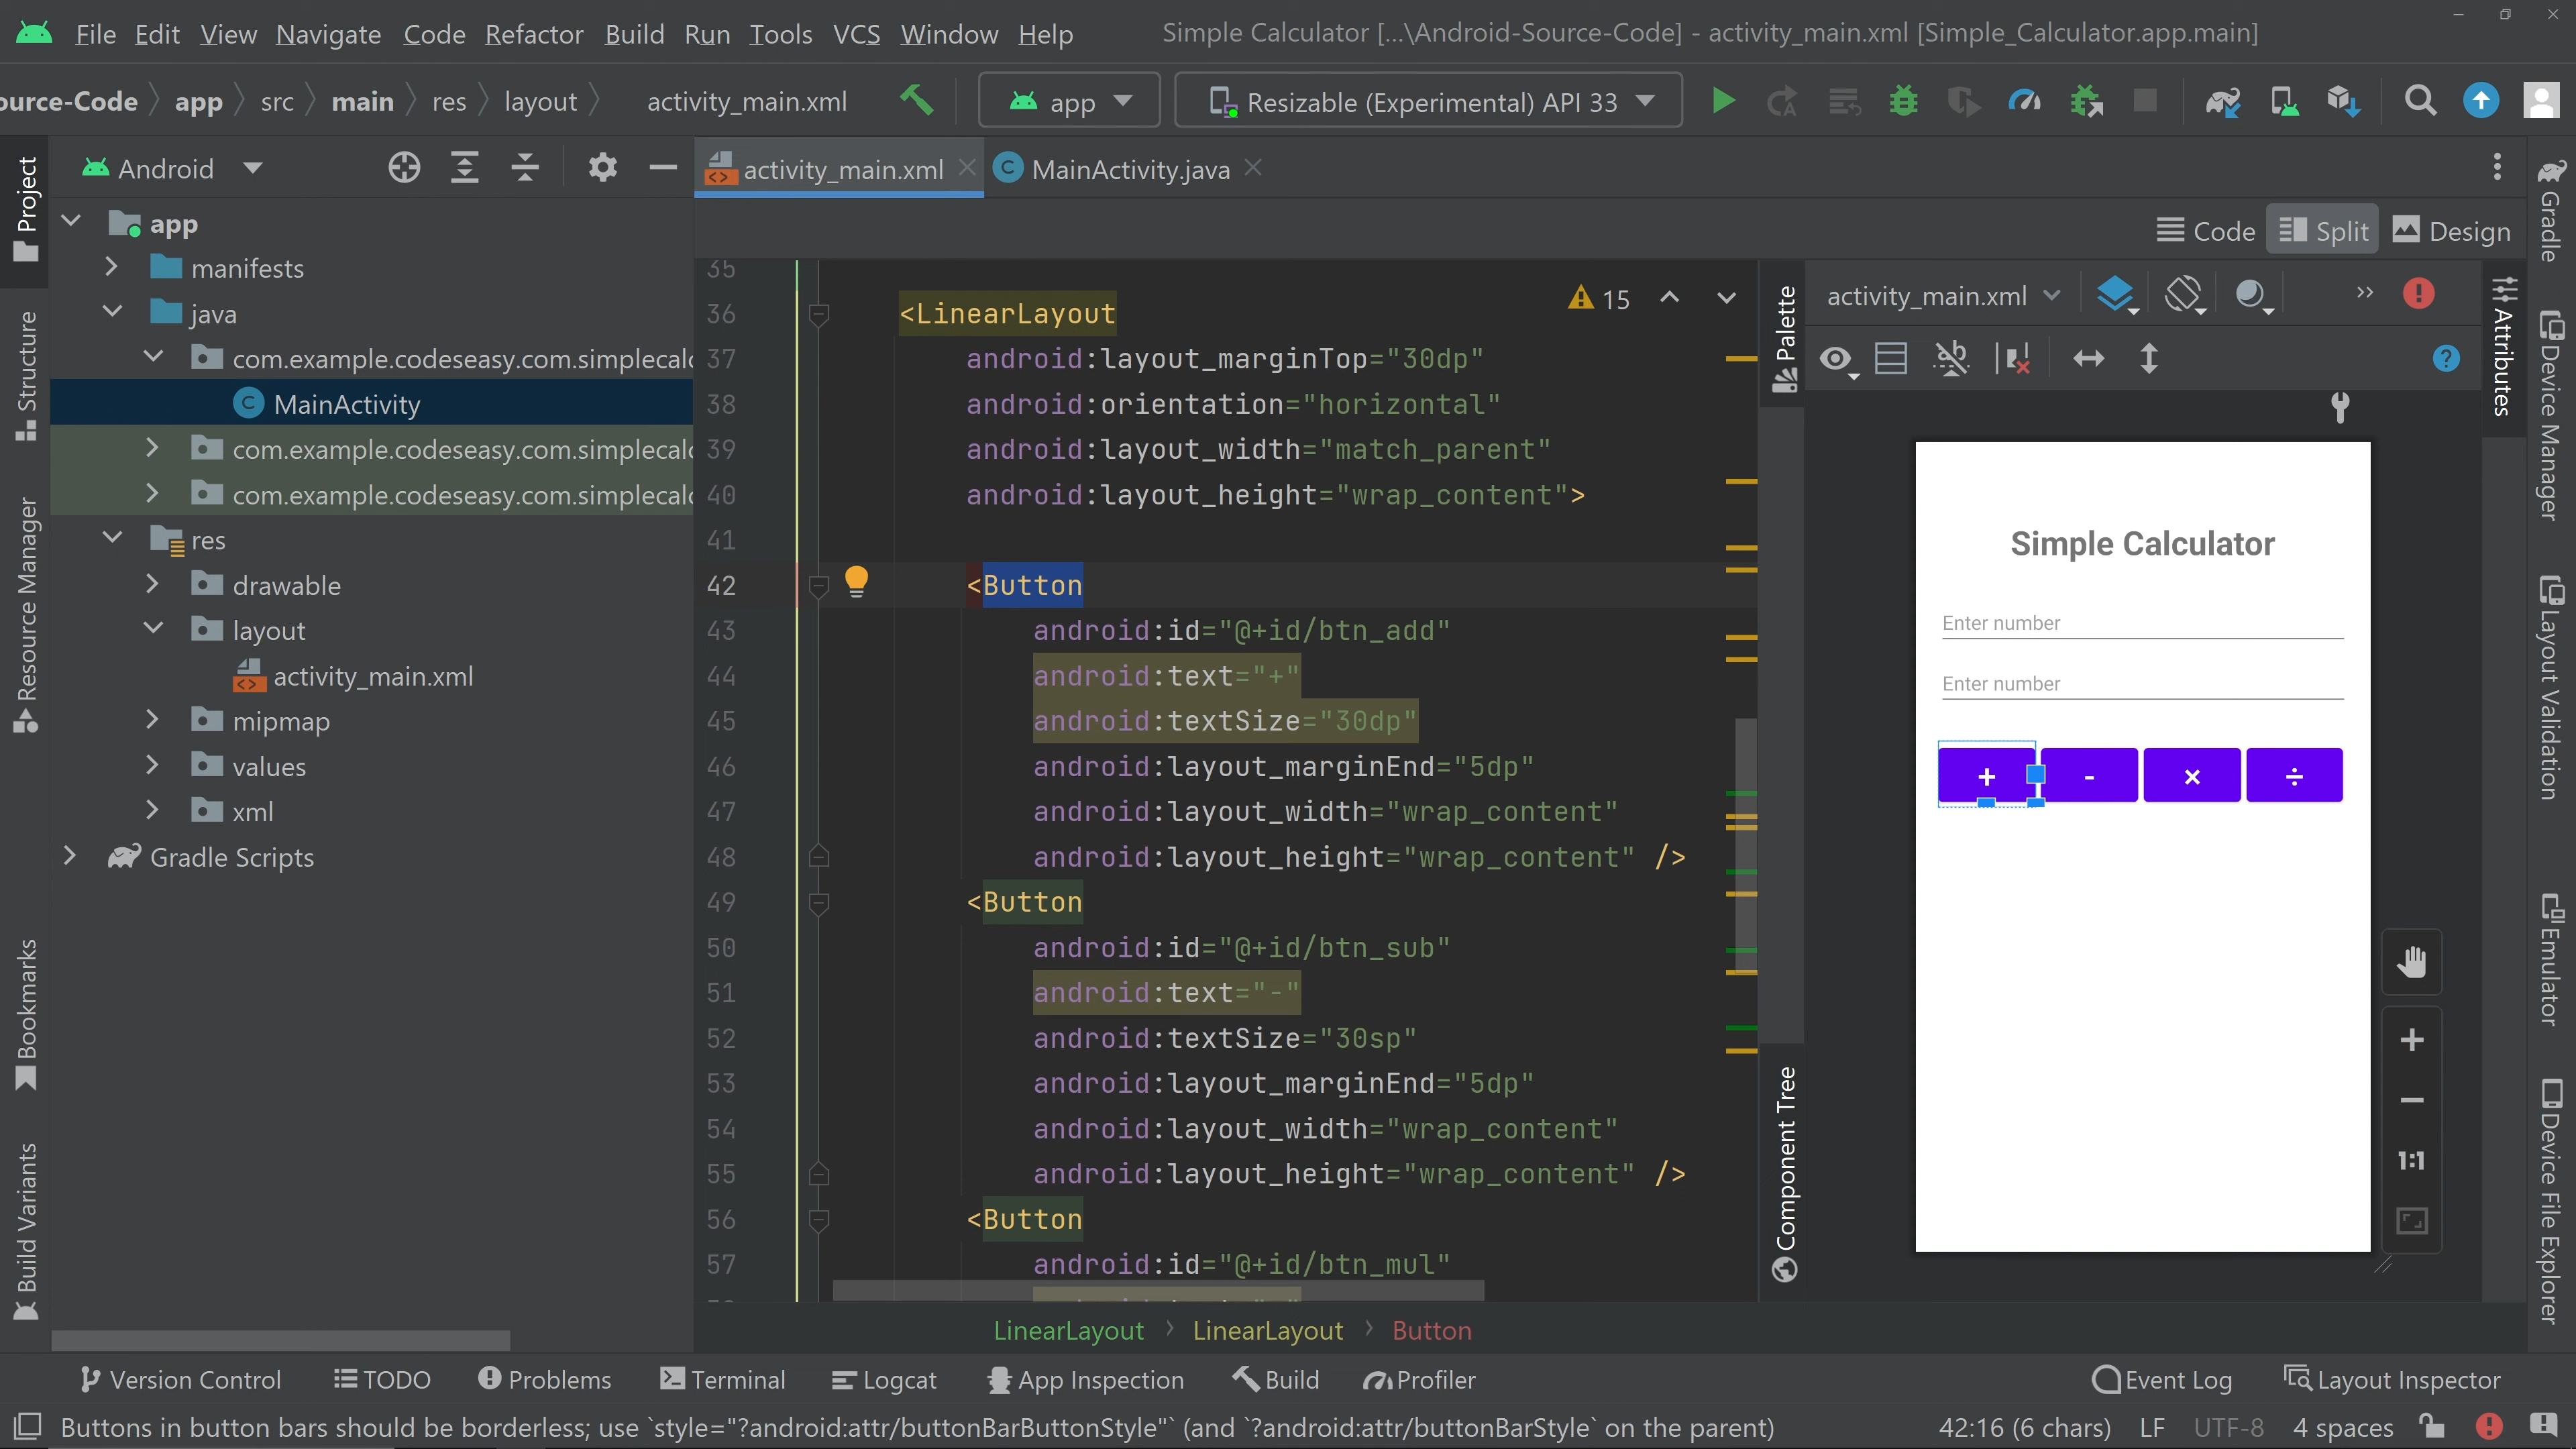 File Edit View Navigate Code Refactor Build Run Tools VCS Window Help
Simple Calculator [...\Android-Source-Code] - activity_main.xml [Simple_Calculator.app.main]
ource-Code app src main res layout activity_main.xml
app
Resizable (Experimental) API 33
Android
activity_main.xml
MainActivity.java
Code Split Design
Project
Structure
Resource Manager
Bookmarks
Build Variants
app
manifests
java
com.example.codeseasy.com.simplecalc
MainActivity
com.example.codeseasy.com.simplecalc
com.example.codeseasy.com.simplecalc
res
drawable
layout
activity_main.xml
mipmap
values
xml
Gradle Scripts
15
35
36 <LinearLayout
37 android:layout_marginTop="30dp"
38 android:orientation="horizontal"
39 android:layout_width="match_parent"
40 android:layout_height="wrap_content">
41
42 <Button
43 android:id="@+id/btn_add"
44 android:text="+"
45 android:textSize="30dp"
46 android:layout_marginEnd="5dp"
47 android:layout_width="wrap_content"
48 android:layout_height="wrap_content" />
49 <Button
50 android:id="@+id/btn_sub"
51 android:text="-"
52 android:textSize="30sp"
53 android:layout_marginEnd="5dp"
54 android:layout_width="wrap_content"
55 android:layout_height="wrap_content" />
56 <Button
57 android:id="@+id/btn_mul"
LinearLayout LinearLayout Button
Palette
Component Tree
activity_main.xml
Simple Calculator
Enter number
Enter number
+ - × ÷
1:1
Attributes
Gradle
Device Manager
Layout Validation
Emulator
Device File Explorer
Version Control TODO Problems Terminal Logcat App Inspection Build Profiler
Event Log Layout Inspector
Buttons in button bars should be borderless; use `style="?android:attr/buttonBarButtonStyle"` (and `?android:attr/buttonBarStyle` on the parent)
42:16 (6 chars) LF UTF-8 4 spaces